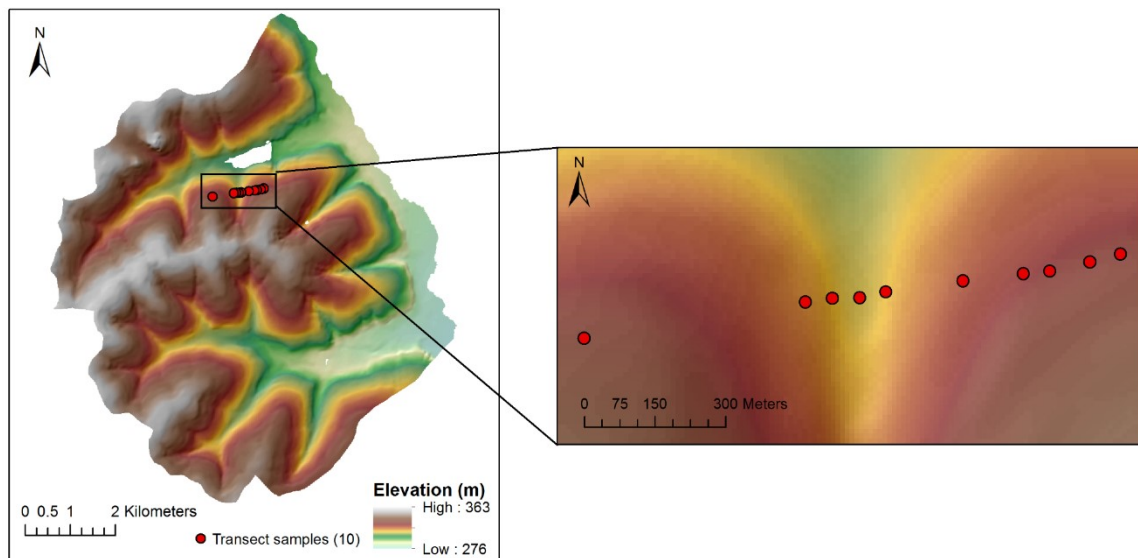 N
N
0 75 150 300 Meters
Elevation (m)
High : 363
0 0.5 1 2 Kilometers
Transect samples (10)
Low : 276